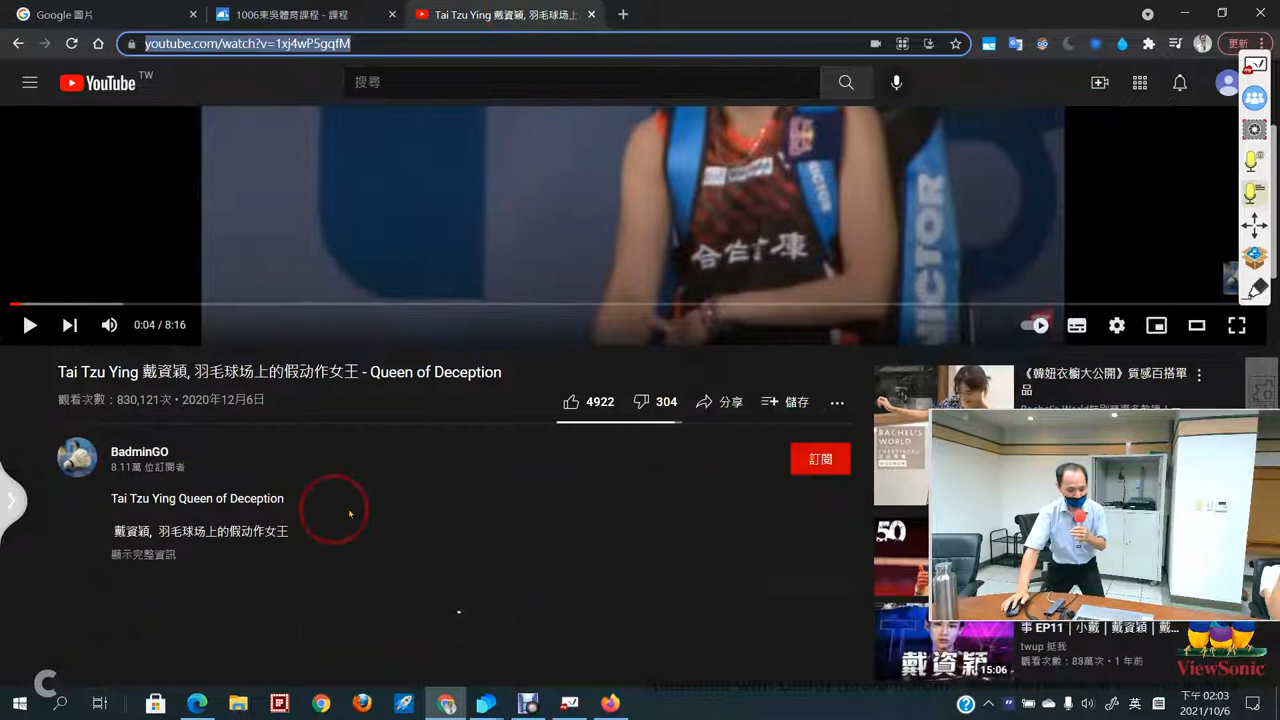 Google 圖片
1006東吳體育課程 - 課程
Tai Tzu Ying 戴資穎, 羽毛球场上
youtube.com/watch?v=1xj4wP5gqfM
更新
YouTube TW
搜尋
VICTOR
VICTOR
合作金庫
0:04 / 8:16
Tai Tzu Ying 戴資穎, 羽毛球场上的假动作女王 - Queen of Deception
觀看次數：830,121次 • 2020年12月6日
4922
304
分享
儲存
BadminGO
8.11萬 位訂閱者
訂閱
Tai Tzu Ying Queen of Deception
戴資穎, 羽毛球场上的假动作女王
顯示完整資訊
《韓妞衣櫥大公開》質感百搭單
品
RACHEL'S
WORLD
50
事 EP11 | 小戴 | 戴資穎 | 戴...
twup 挺我
觀看次數：88萬次 • 1 年前
戴資穎
15:06
ViewSonic
英
下午 02:03
2021/10/6